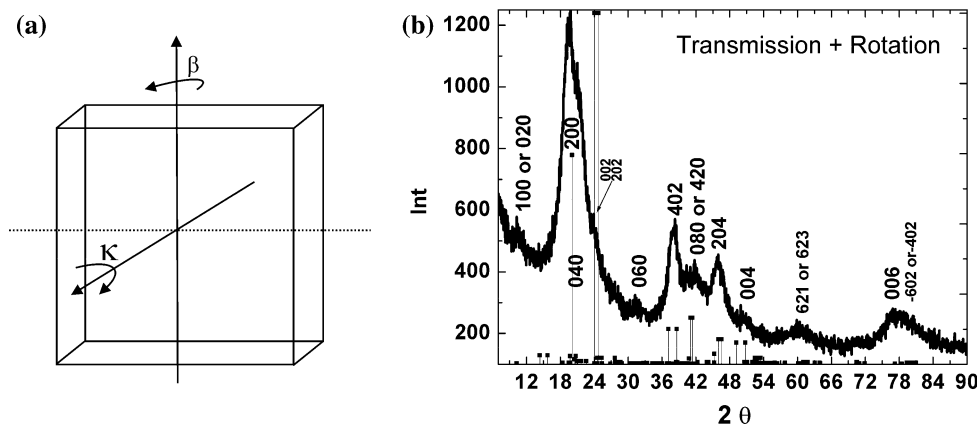 (a)
β
κ
(b)
Transmission + Rotation
Int
1200
1000
800
600
400
200
100 or 020
200
040
002
202
060
402
080 or 420
204
004
621 or 623
006
-602 or-402
12 18 24 30 36 42 48 54 60 66 72 78 84 90
2 θ